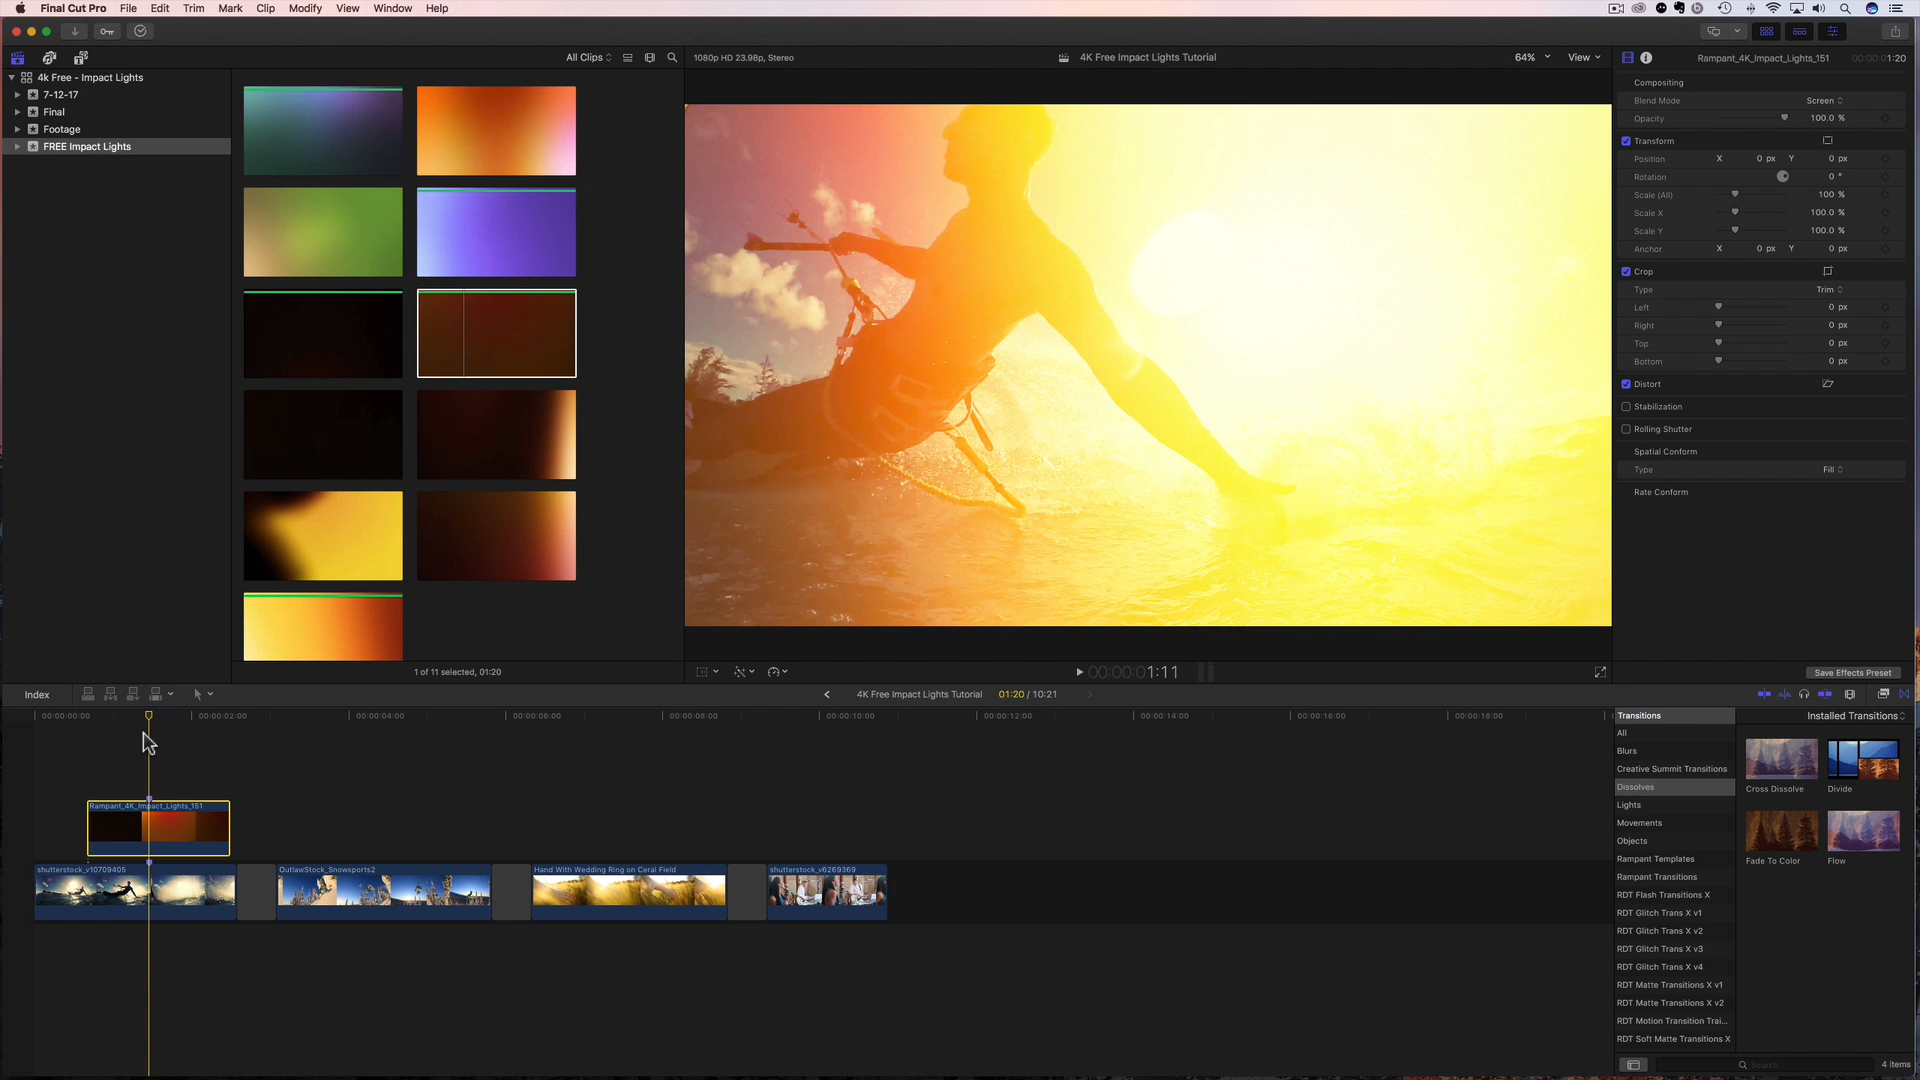 Final Cut Pro File Edit Trim Mark Clip Modify View Window Help
4k Free - Impact Lights
7-12-17
Final
Footage
FREE Impact Lights
All Clips
1 of 11 selected, 01:20
1080p HD 23.98p, Stereo
4K Free Impact Lights Tutorial
64%
View
00:00:00:01:11
Rampant_4K_Impact_Lights_151
00:00:01:20
Compositing
Blend Mode Screen
Opacity 100.0 %
Transform
Position X 0 px Y 0 px
Rotation 0 °
Scale (All) 100 %
Scale X 100.0 %
Scale Y 100.0 %
Anchor X 0 px Y 0 px
Crop
Type Trim
Left 0 px
Right 0 px
Top 0 px
Bottom 0 px
Distort
Stabilization
Rolling Shutter
Spatial Conform
Type Fill
Rate Conform
Save Effects Preset
Index
4K Free Impact Lights Tutorial 01:20 / 10:21
00:00:00:00 00:00:02:00 00:00:04:00 00:00:06:00 00:00:08:00 00:00:10:00 00:00:12:00 00:00:14:00 00:00:16:00 00:00:18:00
Rampant_4K_Impact_Lights_151
shutterstock_v10709405
OutlawStock_Snowsports2
Hand With Wedding Ring on Ceral Field
shutterstock_v6269369
Transitions
All
Blurs
Creative Summit Transitions
Dissolves
Lights
Movements
Objects
Rampant Templates
Rampant Transitions
RDT Flash Transitions X
RDT Glitch Trans X v1
RDT Glitch Trans X v2
RDT Glitch Trans X v3
RDT Glitch Trans X v4
RDT Matte Transitions X v1
RDT Matte Transitions X v2
RDT Motion Transition Trai...
RDT Soft Matte Transitions X
Installed Transitions
Cross Dissolve
Divide
Fade To Color
Flow
Search
4 items